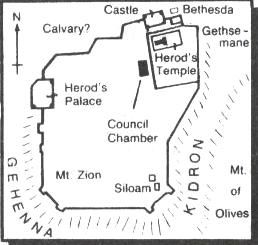 N
Castle
Bethesda
Calvary?
Gethse-
mane
Herod's
Temple
Herod's
Palace
Council
Chamber
GEHENNA
Mt. Zion
Siloam
KIDRON
Mt.
of
Olives